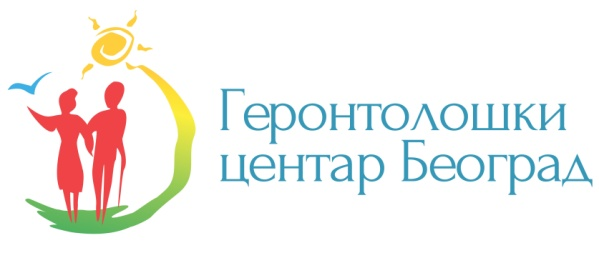 Геронтолошки
центар Београд